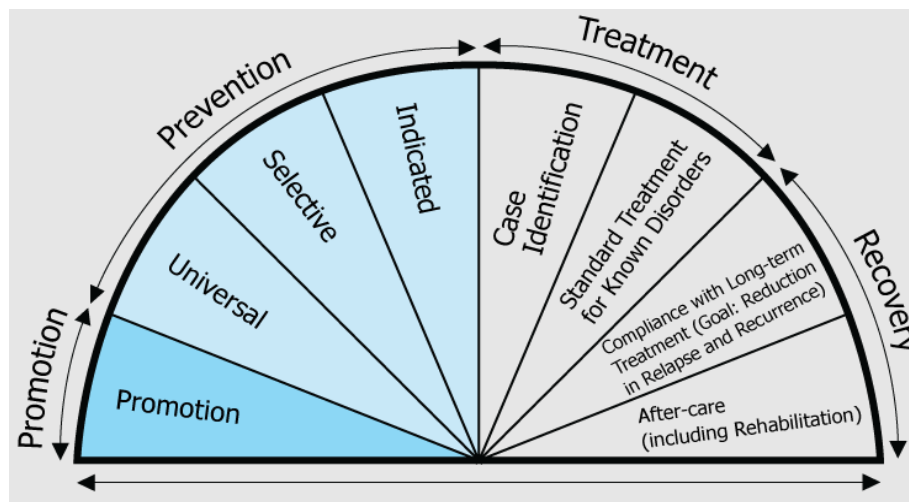 Promotion
Prevention
Treatment
Recovery
Promotion
Universal
Selective
Indicated
Case
Identification
Standard Treatment
for Known Disorders
Compliance with Long-term
Treatment (Goal: Reduction
in Relapse and Recurrence)
After-care
(including Rehabilitation)